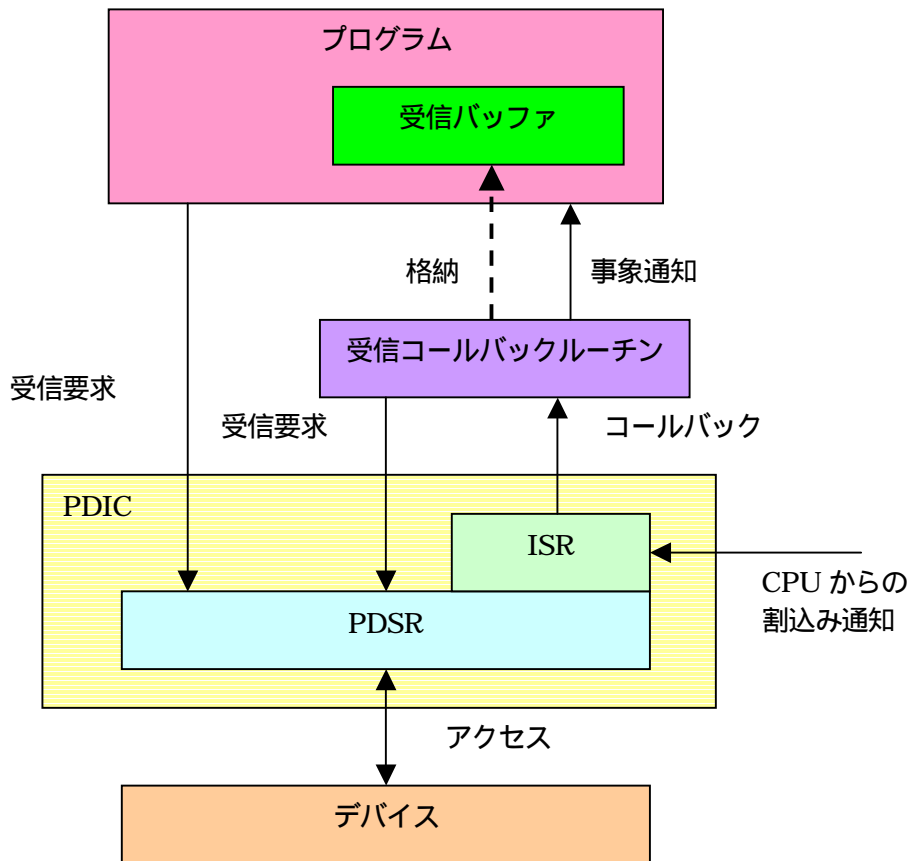 プログラム
受信バッファ
格納
事象通知
受信コールバックルーチン
受信要求
受信要求
コールバック
PDIC
ISR
CPU からの
割込み通知
PDSR
アクセス
デバイス